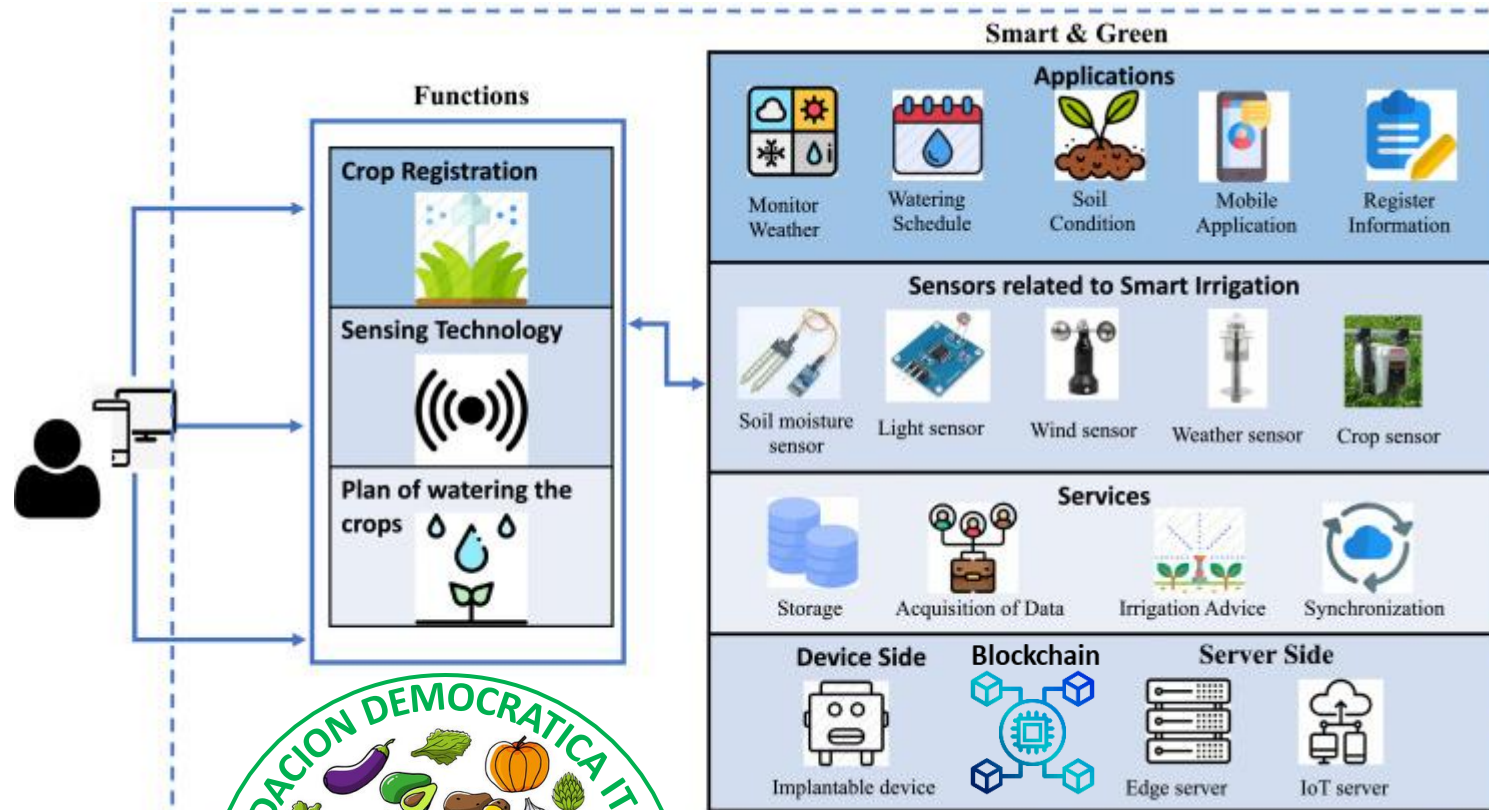 Smart & Green
Functions
Crop Registration
Sensing Technology
Plan of watering the
crops
Applications
Monitor
Weather
Watering
Schedule
Soil
Condition
Mobile
Application
Register
Information
Sensors related to Smart Irrigation
Soil moisture
sensor
Light sensor
Wind sensor
Weather sensor
Crop sensor
Services
Storage
Acquisition of Data
Irrigation Advice
Synchronization
Device Side
Blockchain
Server Side
Implantable device
Edge server
IoT server
DEMOCRATICA